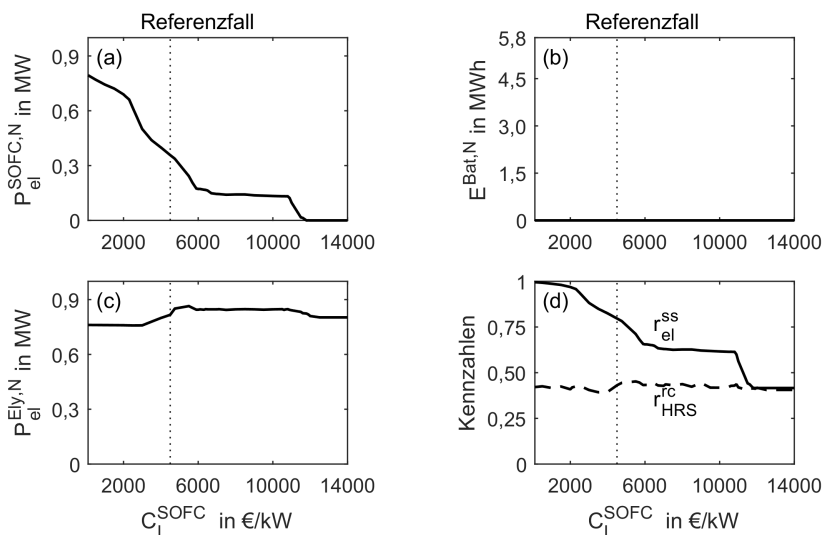 Referenzfall
(a)
P_el^SOFC,N in MW
0,9
0,6
0,3
0
2000 6000 10000 14000
Referenzfall
(b)
E^Bat,N in MWh
5,8
4,5
3,0
1,5
0
2000 6000 10000 14000
(c)
P_el^Ely,N in MW
0,9
0,6
0,3
0
2000 6000 10000 14000
C_I^SOFC in €/kW
(d)
Kennzahlen
1
0,75
0,50
0,25
0
r_el^ss
r_HRS^rc
2000 6000 10000 14000
C_I^SOFC in €/kW